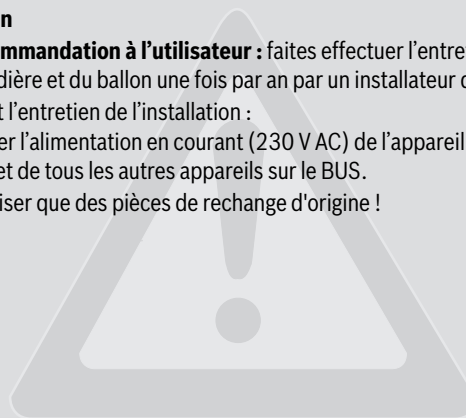 n
mmandation à l'utilisateur : faites effectuer l'entre
dière et du ballon une fois par an par un installateur
t l'entretien de l'installation :
er l'alimentation en courant (230 V AC) de l'appareil
et de tous les autres appareils sur le BUS.
iser que des pièces de rechange d'origine !